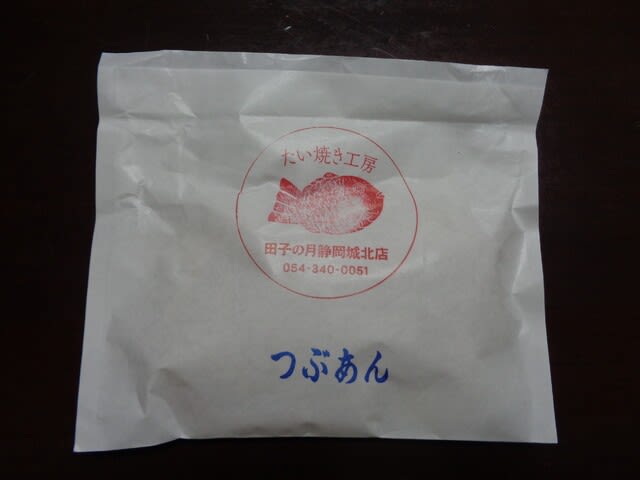 たい焼き工房
田子の月静岡城北店
054-340-0051
つぶあん